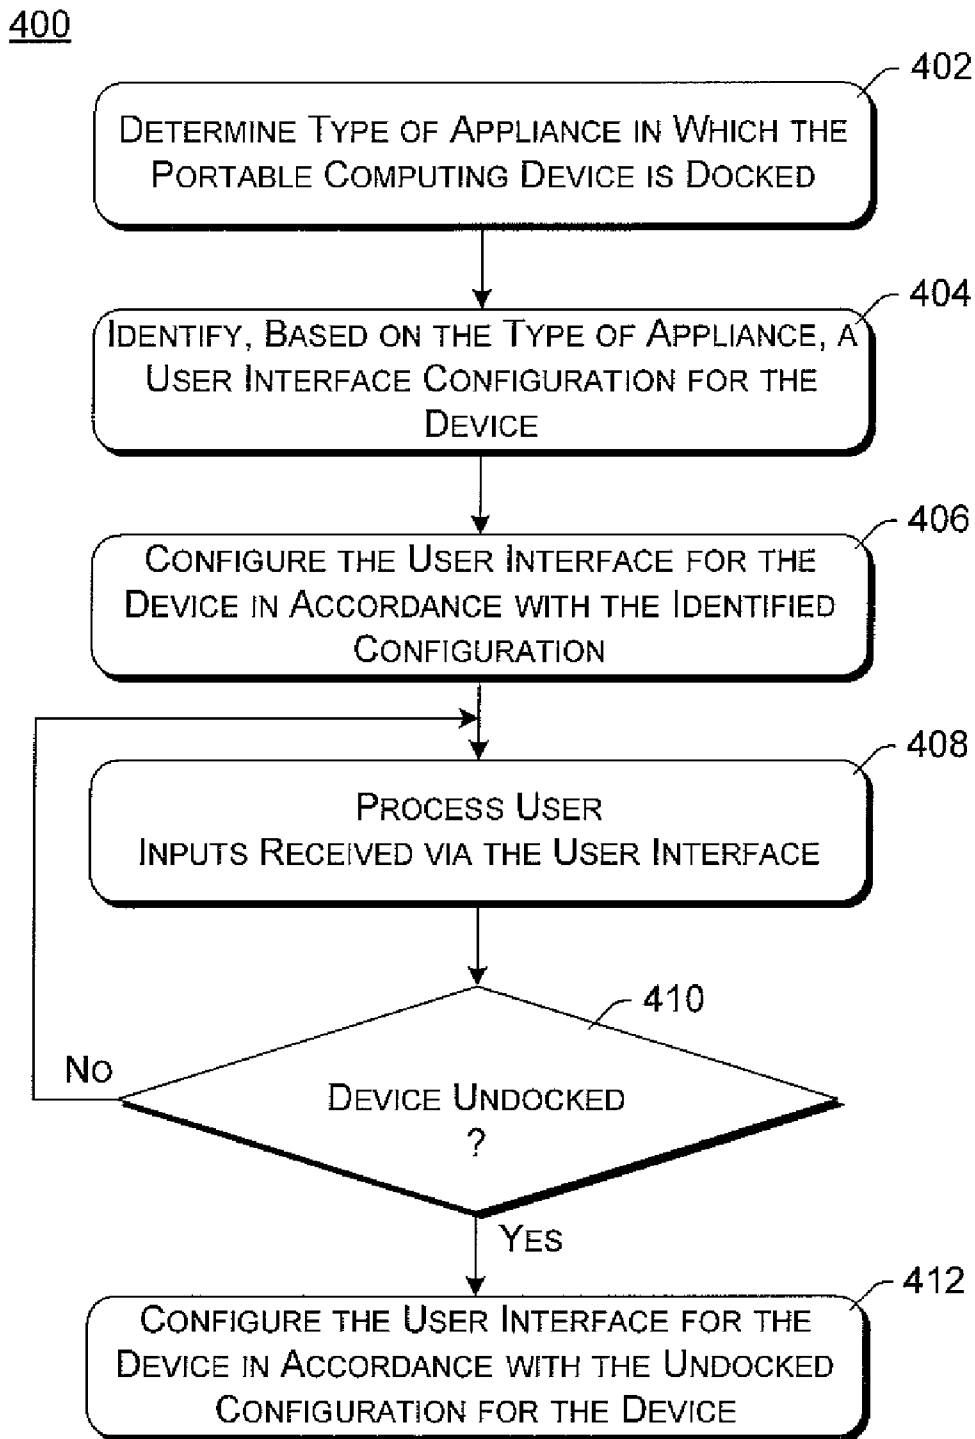 400
402
DETERMINE TYPE OF APPLIANCE IN WHICH THE
PORTABLE COMPUTING DEVICE IS DOCKED
404
IDENTIFY, BASED ON THE TYPE OF APPLIANCE, A
USER INTERFACE CONFIGURATION FOR THE
DEVICE
406
CONFIGURE THE USER INTERFACE FOR THE
DEVICE IN ACCORDANCE WITH THE IDENTIFIED
CONFIGURATION
408
PROCESS USER
INPUTS RECEIVED VIA THE USER INTERFACE
410
NO
DEVICE UNDOCKED
?
YES
412
CONFIGURE THE USER INTERFACE FOR THE
DEVICE IN ACCORDANCE WITH THE UNDOCKED
CONFIGURATION FOR THE DEVICE